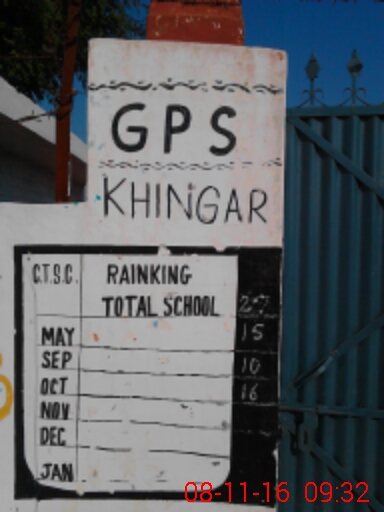 GPS
KHINGAR
C.T.S.C. RAINKING
TOTAL SCHOOL 27
MAY 15
SEP 10
OCT 16
NOV
DEC
JAN
08-11-16 09:32